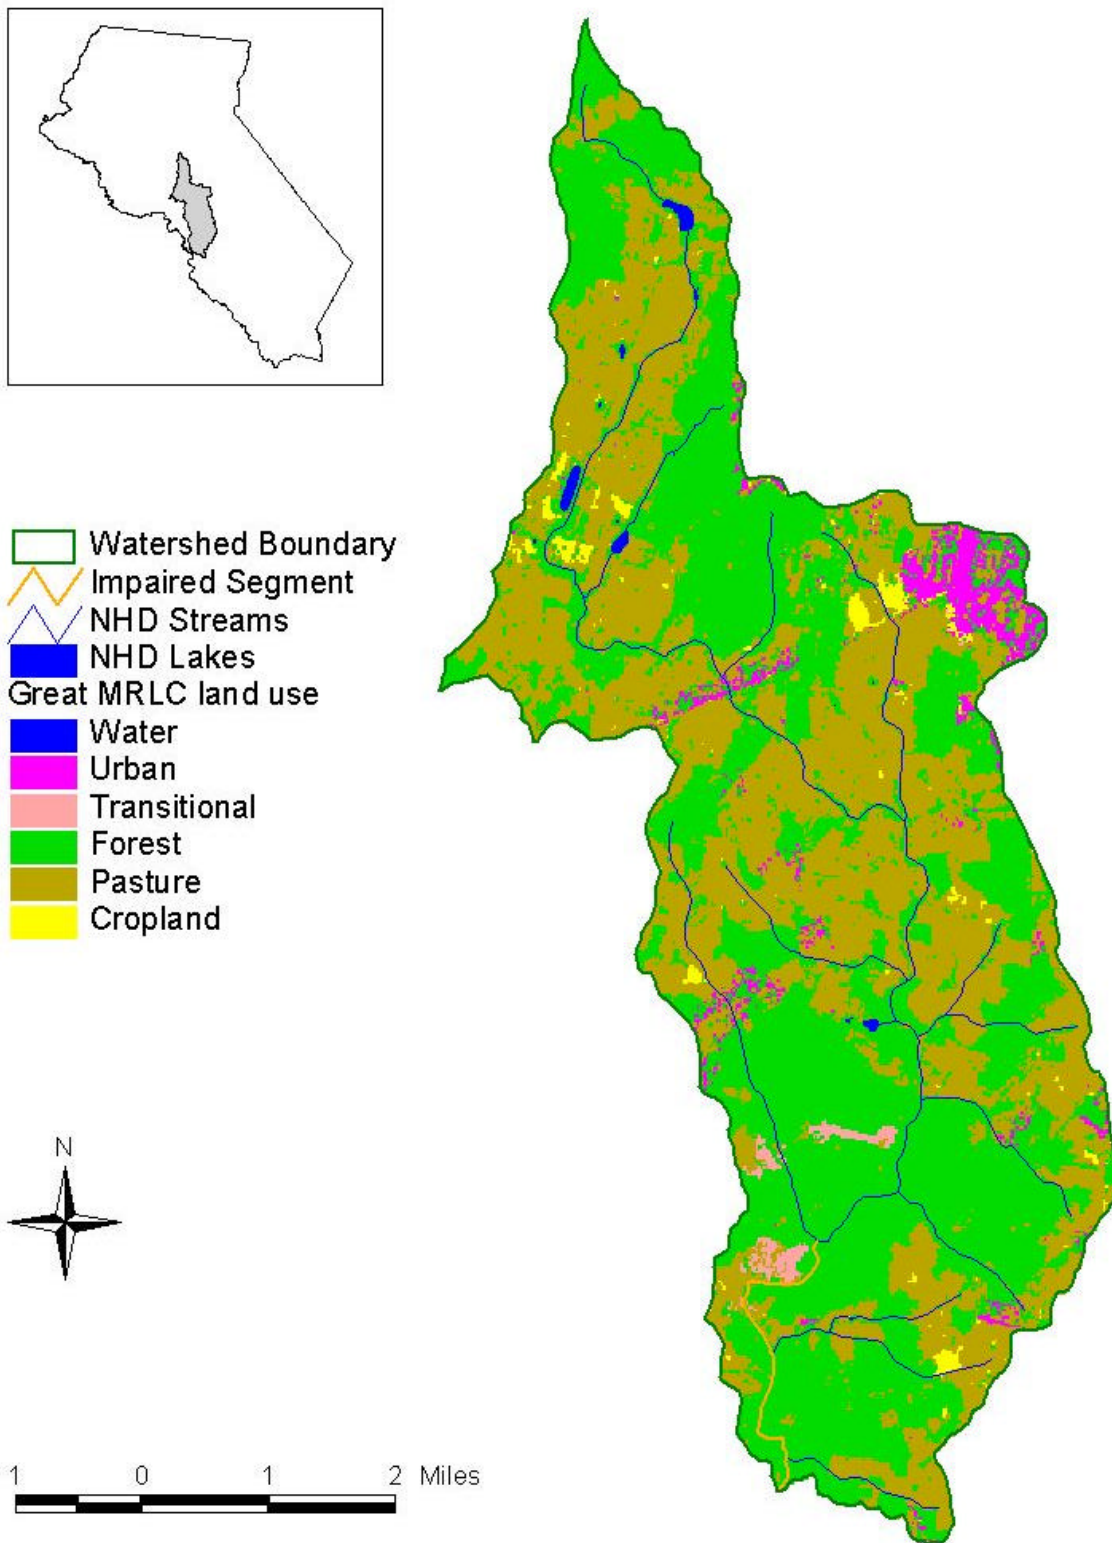 Watershed Boundary
Impaired Segment
NHD Streams
NHD Lakes
Great MRLC land use
Water
Urban
Transitional
Forest
Pasture
Cropland
N
1 0 1 2 Miles